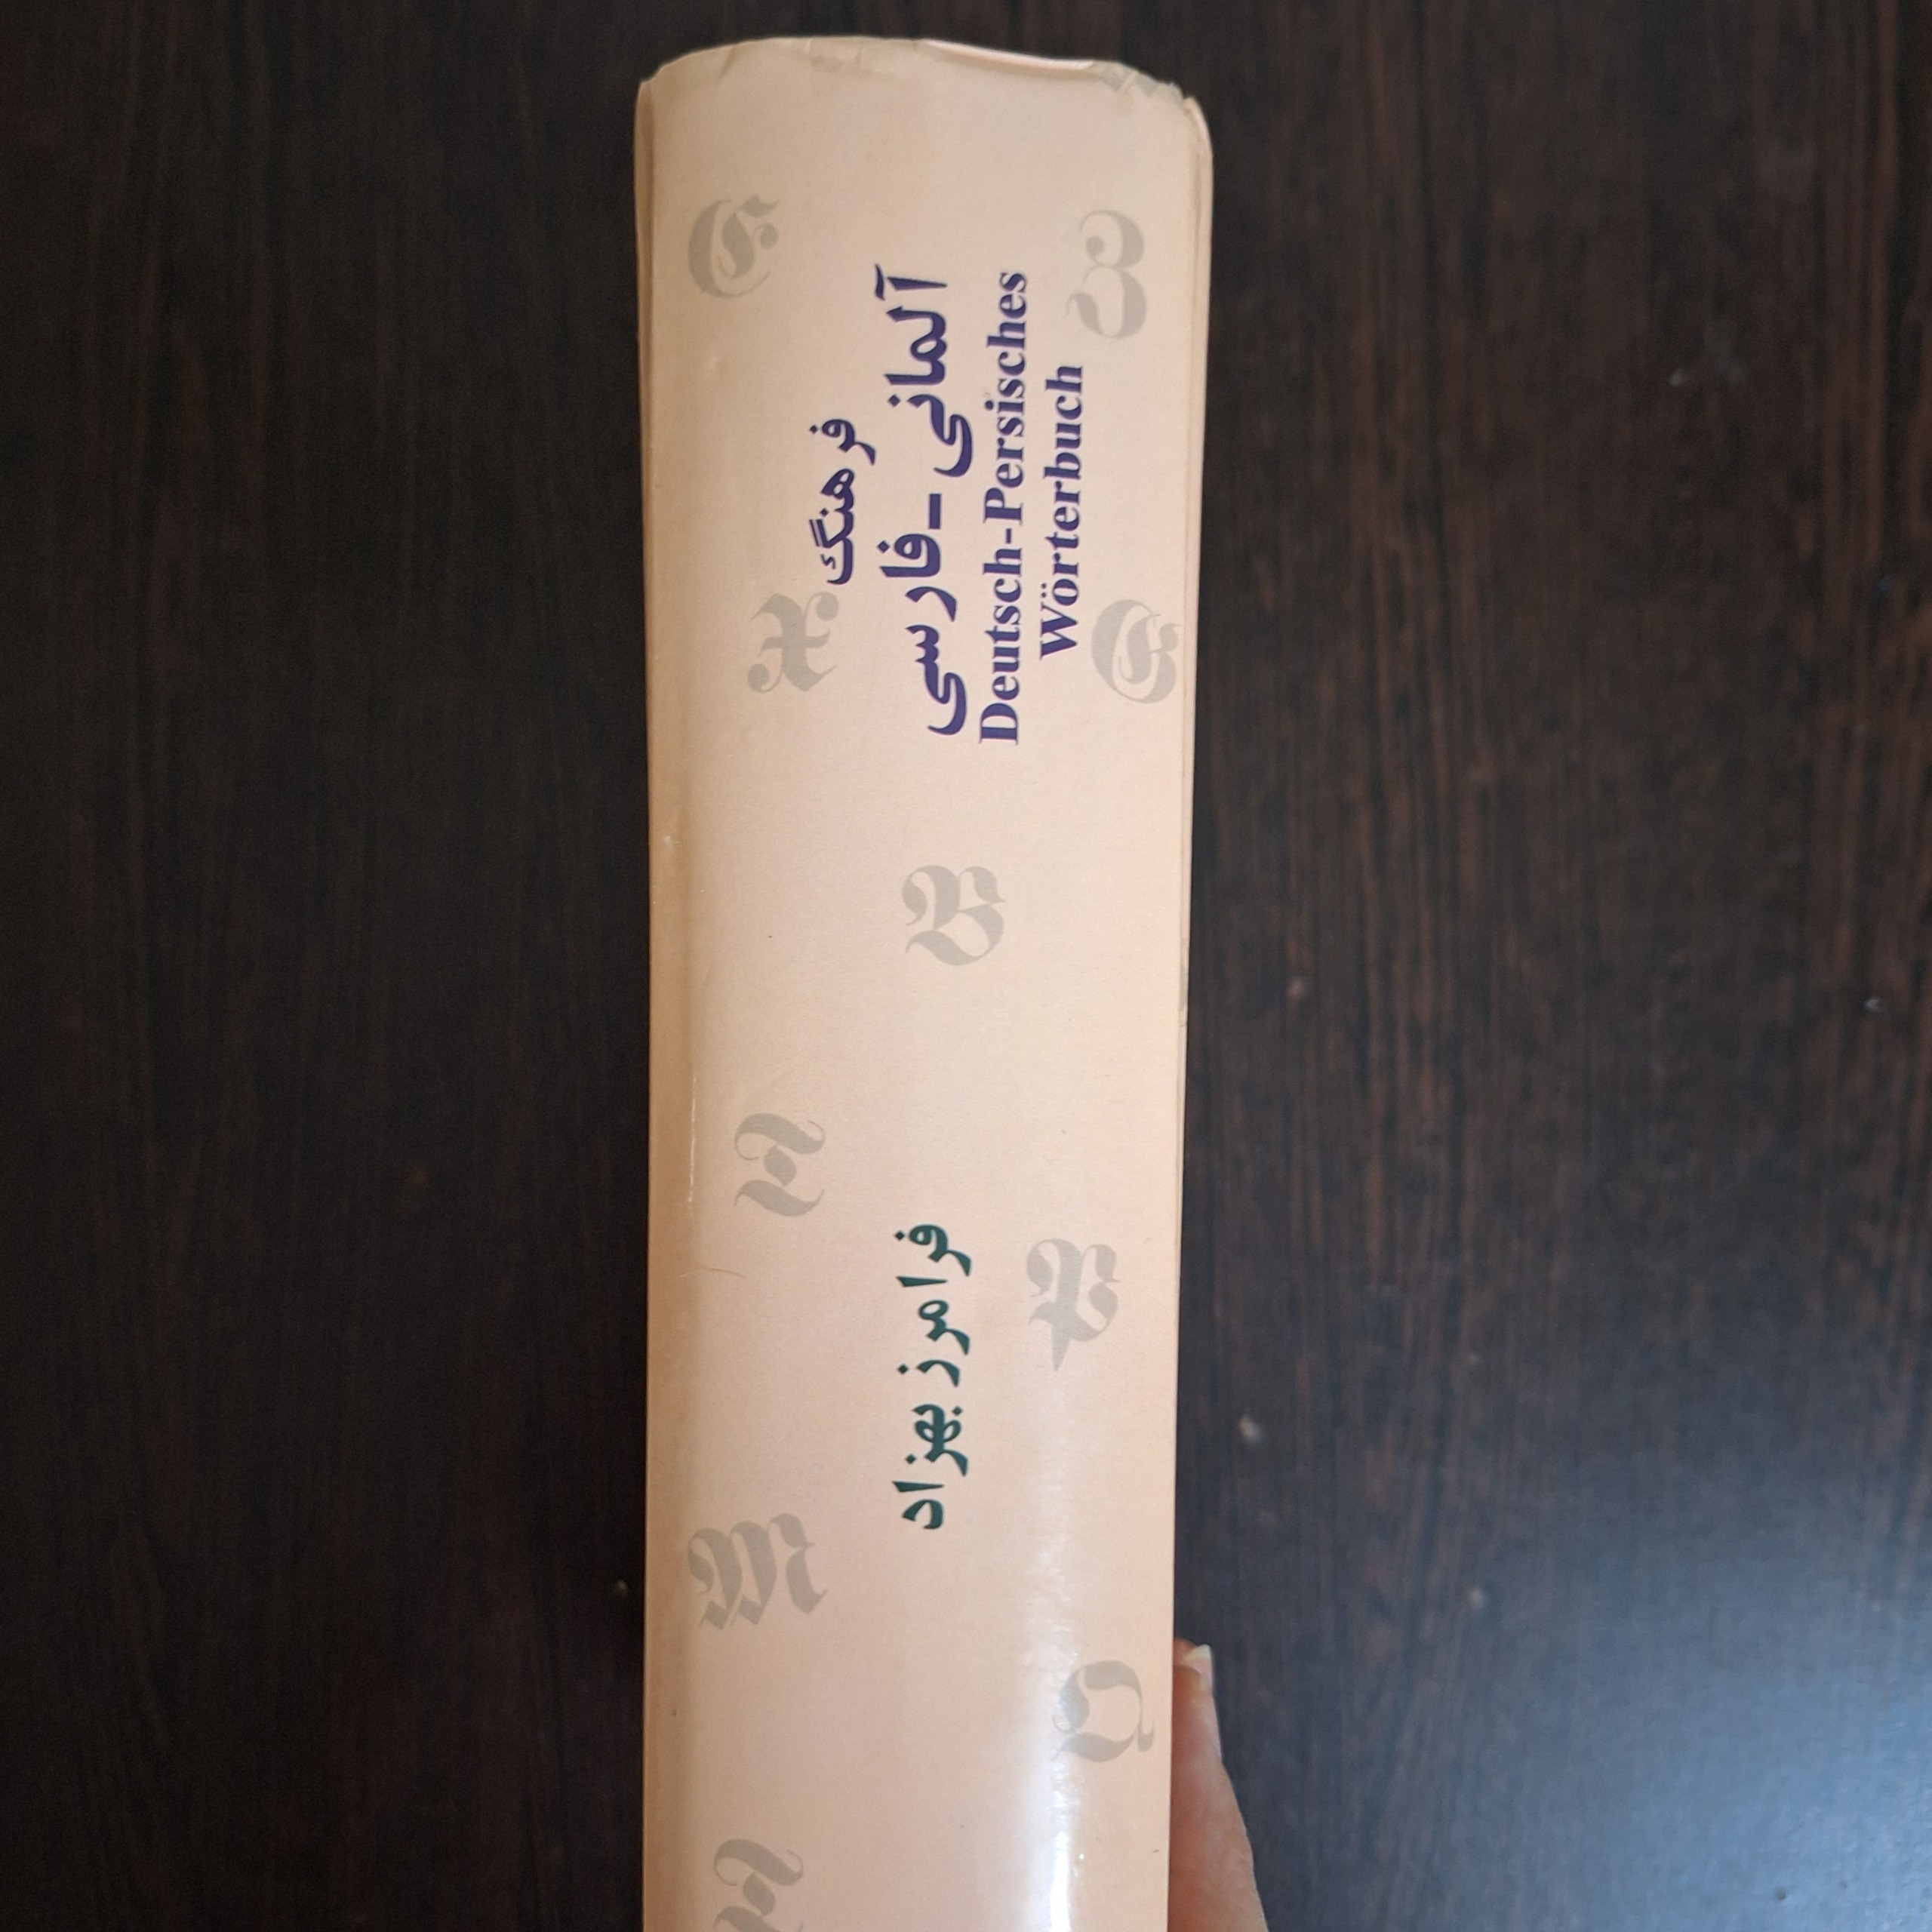 فرهنگ
آلمانی - فارسی
Deutsch-Persisches
Wörterbuch
فرامرز بهزاد